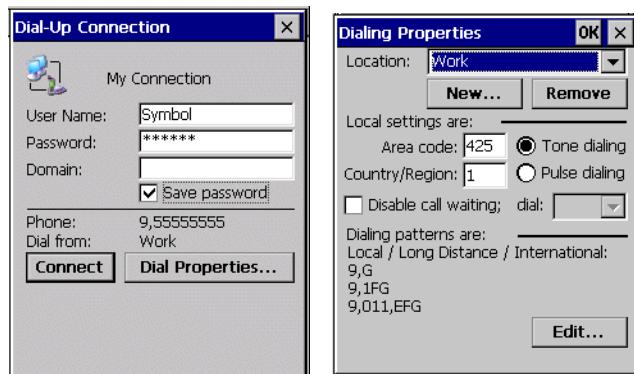 Dial-Up Connection
My Connection
User Name: Symbol
Password: ******
Domain:
Save password
Phone: 9,55555555
Dial from: Work
Connect Dial Properties...
Dialing Properties OK
Location: Work
New... Remove
Local settings are:
Area code: 425 Tone dialing
Country/Region: 1 Pulse dialing
Disable call waiting; dial:
Dialing patterns are:
Local / Long Distance / International:
9,G
9,1FG
9,011,EFG
Edit...